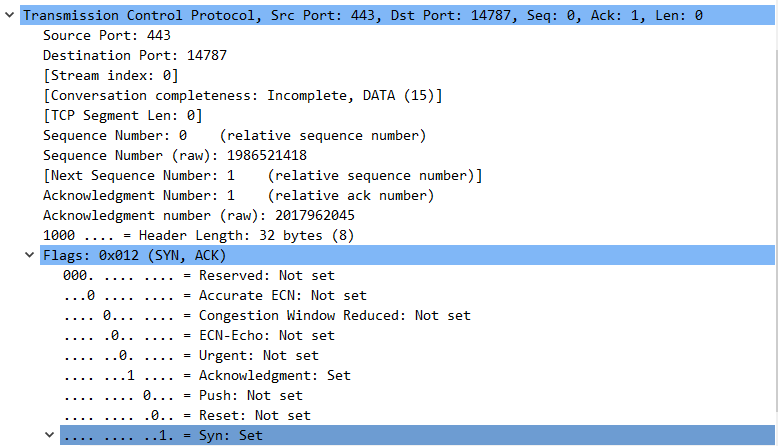 Transmission Control Protocol, Src Port: 443, Dst Port: 14787, Seq: 0, Ack: 1, Len: 0
Source Port: 443
Destination Port: 14787
[Stream index: 0]
[Conversation completeness: Incomplete, DATA (15)]
[TCP Segment Len: 0]
Sequence Number: 0    (relative sequence number)
Sequence Number (raw): 1986521418
[Next Sequence Number: 1    (relative sequence number)]
Acknowledgment Number: 1    (relative ack number)
Acknowledgment number (raw): 2017962045
1000 .... = Header Length: 32 bytes (8)
Flags: 0x012 (SYN, ACK)
000. .... .... = Reserved: Not set
...0 .... .... = Accurate ECN: Not set
.... 0... .... = Congestion Window Reduced: Not set
.... .0.. .... = ECN-Echo: Not set
.... ..0. .... = Urgent: Not set
.... ...1 .... = Acknowledgment: Set
.... .... 0... = Push: Not set
.... .... .0.. = Reset: Not set
.... .... ..1. = Syn: Set